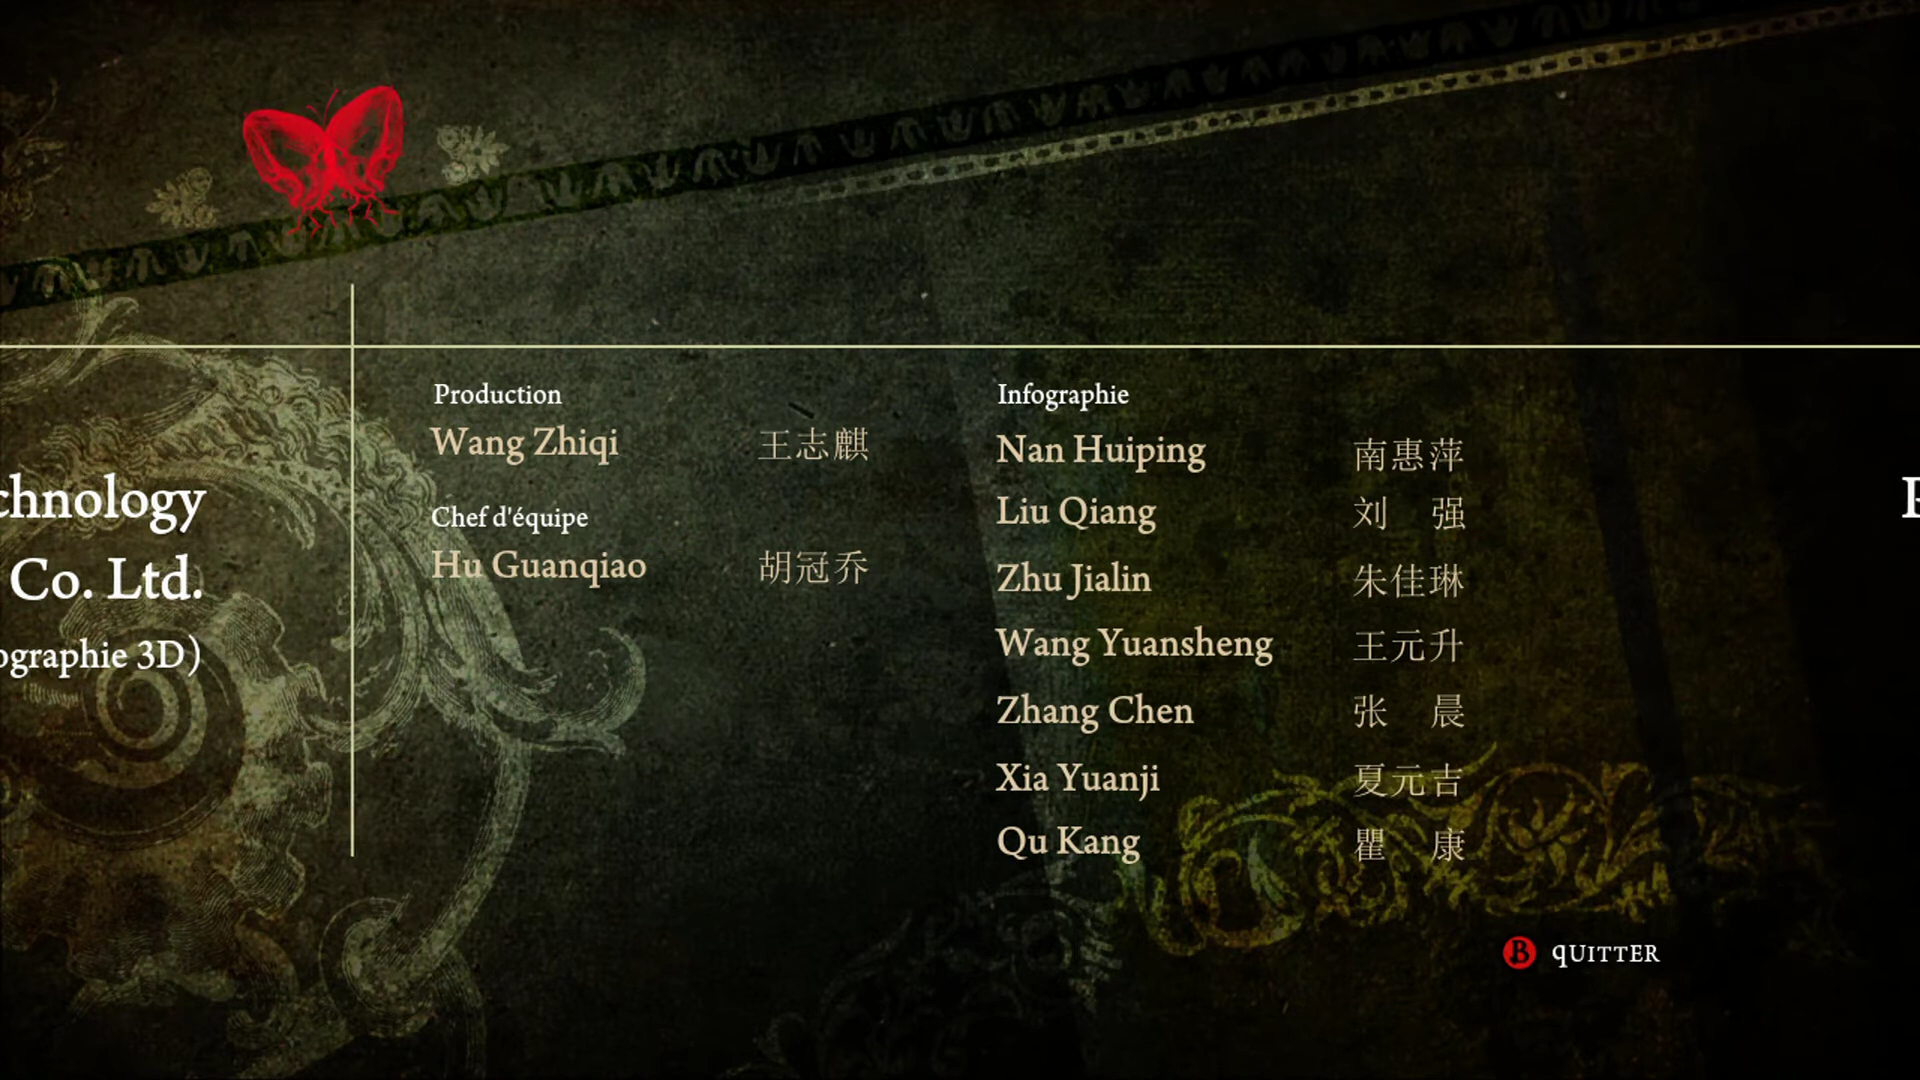 chnology
Co. Ltd.
ographie 3D)
Production
Wang Zhiqi 王志麒
Chef d'équipe
Hu Guanqiao 胡冠乔
Infographie
Nan Huiping 南惠萍
Liu Qiang 刘 强
Zhu Jialin 朱佳琳
Wang Yuansheng 王元升
Zhang Chen 张 晨
Xia Yuanji 夏元吉
Qu Kang 瞿 康
B QUITTER